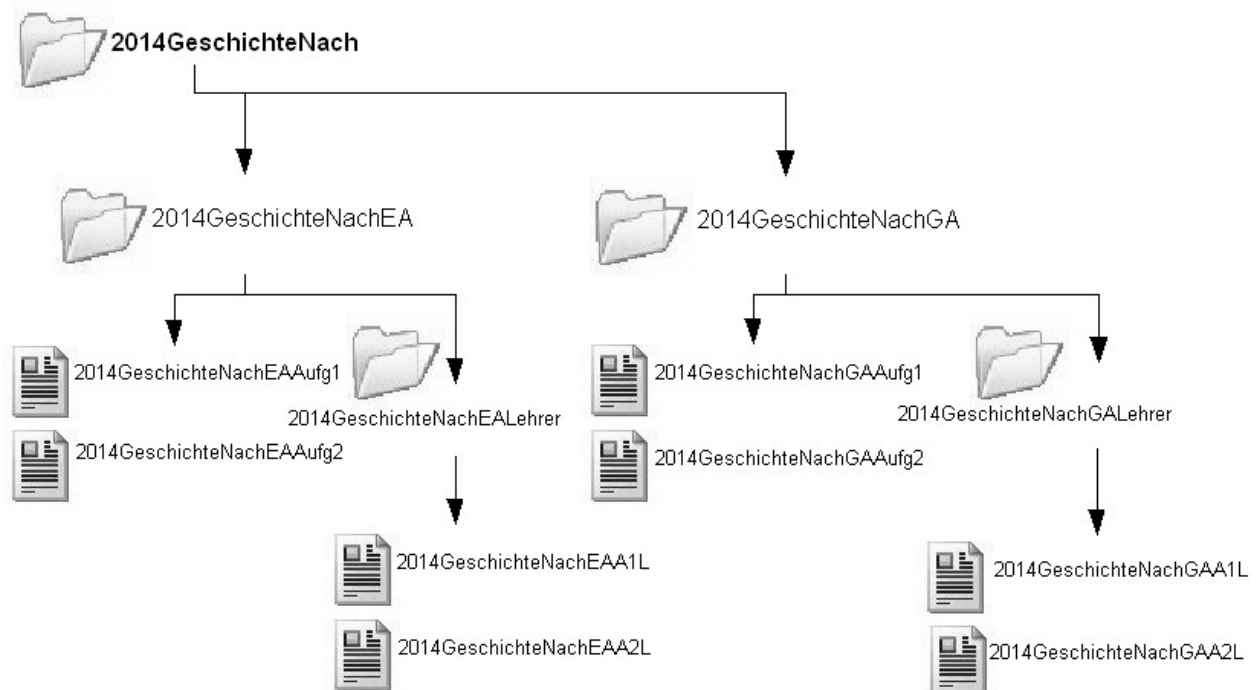 2014GeschichteNach
2014GeschichteNachEA
2014GeschichteNachGA
2014GeschichteNachEAAufg1
2014GeschichteNachEALehrer
2014GeschichteNachEAAufg2
2014GeschichteNachGAAufg1
2014GeschichteNachGALehrer
2014GeschichteNachGAAufg2
2014GeschichteNachEAA1L
2014GeschichteNachEAA2L
2014GeschichteNachGAA1L
2014GeschichteNachGAA2L